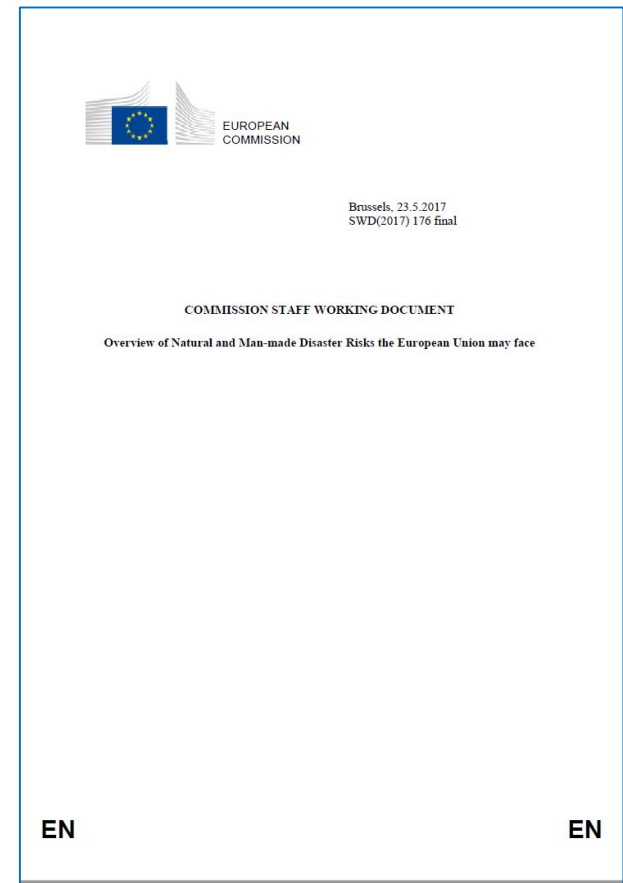 EUROPEAN
COMMISSION
Brussels, 23.5.2017
SWD(2017) 176 final
COMMISSION STAFF WORKING DOCUMENT
Overview of Natural and Man-made Disaster Risks the European Union may face
EN EN